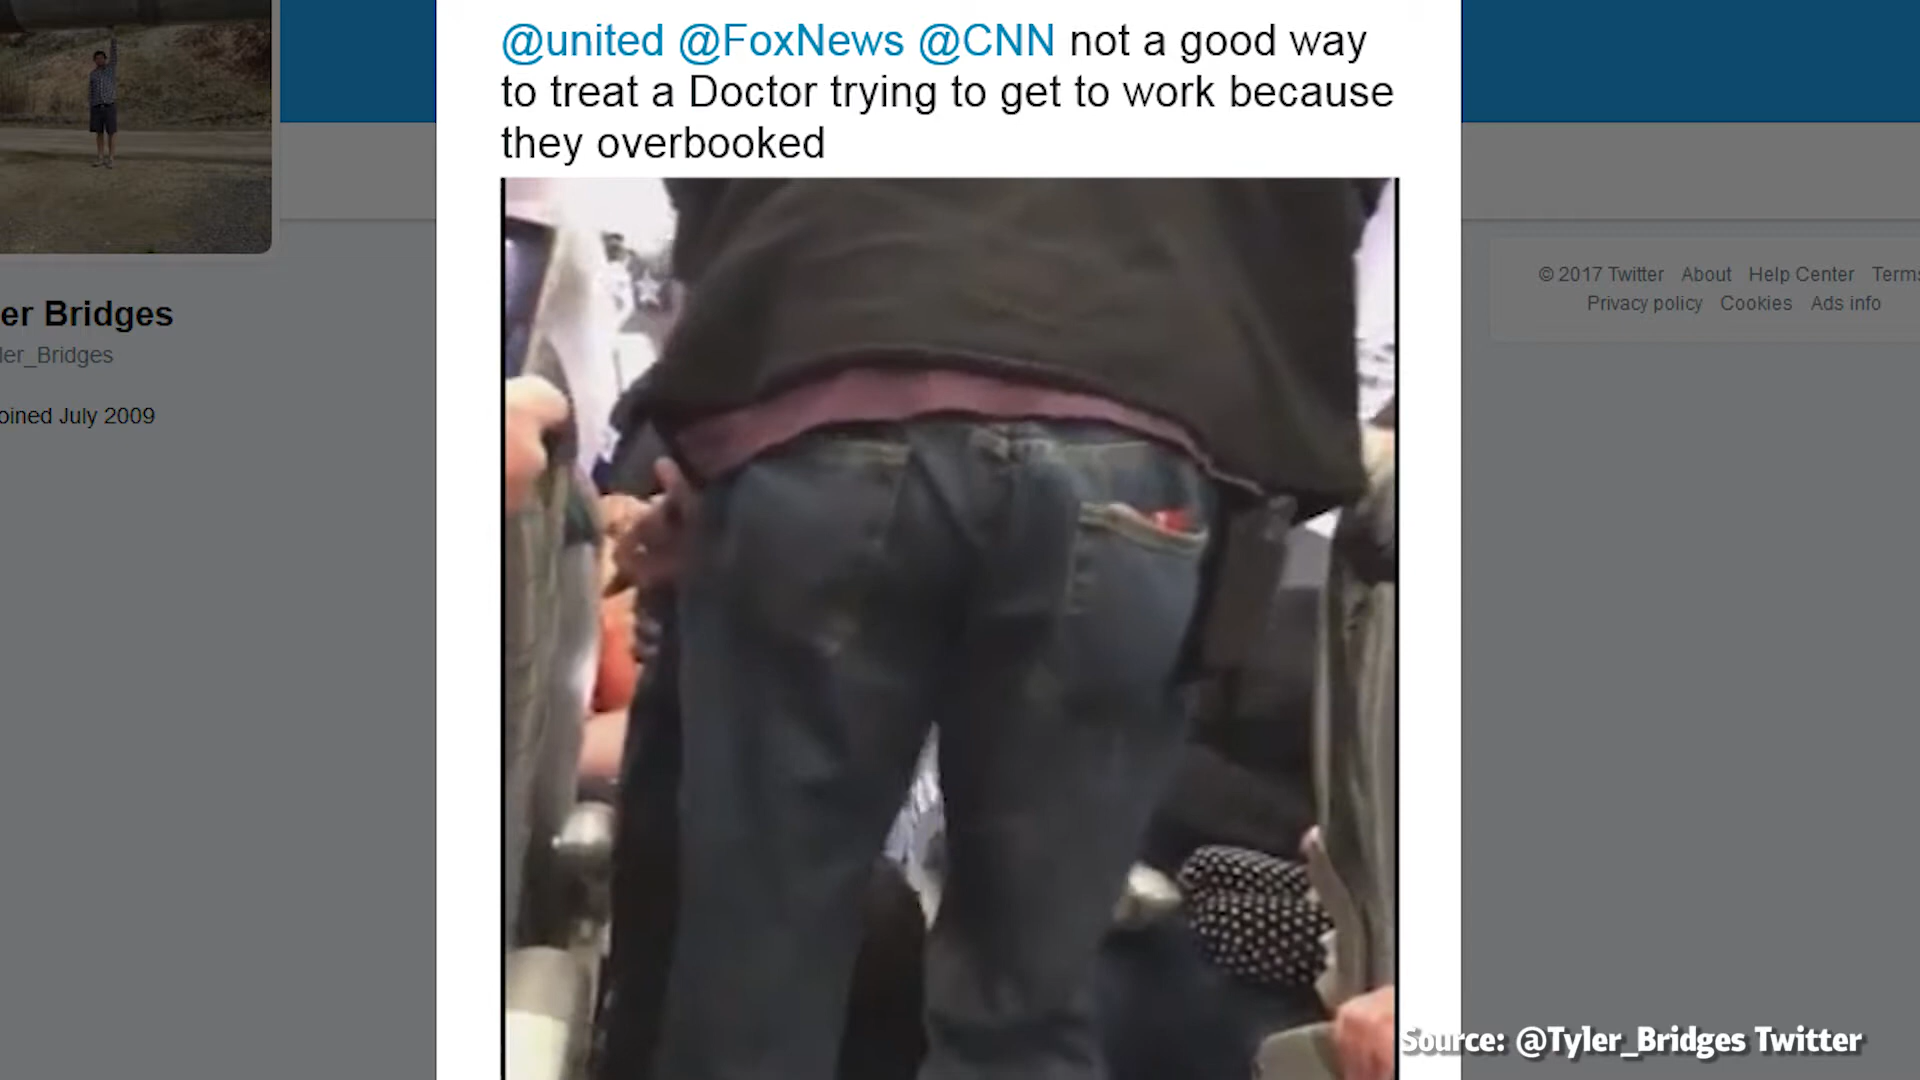 @united @FoxNews @CNN not a good way
to treat a Doctor trying to get to work because
they overbooked
er Bridges
ler_Bridges
oined July 2009
© 2017 Twitter About Help Center Terms
Privacy policy Cookies Ads info
Source: @Tyler_Bridges Twitter